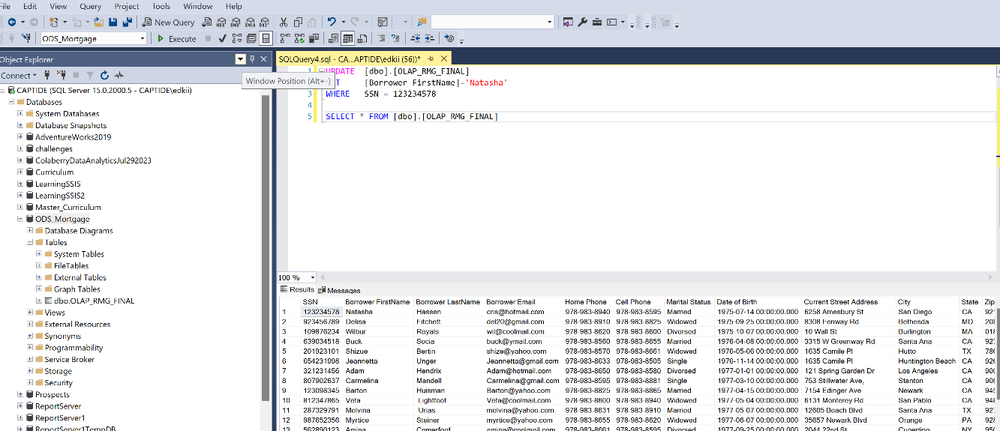 File Edit View Query Project Tools Window Help
New Query MDX DMX XMLA DAX
ODS_Mortgage Execute
Object Explorer
Connect
Window Position (Alt+-)
CAPTIDE (SQL Server 15.0.2000.5 - CAPTIDE\edkii)
Databases
System Databases
Database Snapshots
AdventureWorks2019
challenges
ColaberryDataAnalyticsJul292023
Curriculum
LearningSSIS
LearningSSIS2
Master_Curriculum
ODS_Mortgage
Database Diagrams
Tables
System Tables
FileTables
External Tables
Graph Tables
dbo.OLAP_RMG_FINAL
Views
External Resources
Synonyms
Programmability
Service Broker
Storage
Security
Prospects
ReportServer
ReportServer1
ReportServer1TempDB
SQLQuery4.sql - CA...APTIDE\edkii (56))*
1 UPDATE [dbo].[OLAP_RMG_FINAL]
T [Borrower FirstName]='Natasha'
3 WHERE SSN = 123234578
4
5 SELECT * FROM [dbo].[OLAP_RMG_FINAL]
100 %
Results Messages
SSN Borrower FirstName Borrower LastName Borrower Email Home Phone Cell Phone Marital Status Date of Birth Current Street Address City State Zip
1 123234578 Natasha Hassen cris@hotmail.com 978-983-8940 978-983-8595 Married 1975-07-14 00:00:00.000 6258 Amesbury St San Diego CA 921
2 923456789 Delisa Fitchett del20@gmail.com 978-983-8910 978-983-8825 Widowed 1975-09-25 00:00:00.000 8308 Fenway Rd Bethesda MD 208
3 109876234 Wilbur Royals wil@coolmail.com 978-983-8620 978-983-8600 Divorsed 1975-10-07 00:00:00.000 10 Wall St Burlington MA 018
4 639034518 Buck Socia buck@ymail.com 978-983-8560 978-983-8655 Married 1976-04-08 00:00:00.000 3315 W Greenway Rd Santa Ana CA 927
5 201923101 Shizue Bertin shize@yahoo.com 978-983-8570 978-983-8661 Widowed 1976-05-06 00:00:00.000 1635 Camile Pl Hutto TX 786
6 654231098 Jeannetta Unger Jeannetta@gmail.com 978-983-8633 978-983-8505 Single 1976-11-14 00:00:00.000 1635 Camile Pl Huntington Beach CA 926
7 321231456 Adam Hendrix Adam@hotmail.com 978-983-8650 978-983-8580 Divorsed 1977-01-01 00:00:00.000 121 Spring Garden Dr Los Angeles CA 900
8 807902637 Carmelina Mandell Carmelina@gmail.com 978-983-8595 978-983-8881 Single 1977-03-10 00:00:00.000 753 Stillwater Ave, Stanton CA 906
9 123098345 Barton Huisman Barton@yahoo.com 978-983-8825 978-983-8865 Married 1977-04-15 00:00:00.000 7154 Edinger Ave Newark CA 945
10 812347865 Veta Lightfoot Veta@coolmail.com 978-983-8600 978-983-8940 Widowed 1977-05-04 00:00:00.000 6131 Monterey Rd San Pablo CA 948
11 287329791 Melvina Urias melvina@yahoo.com 978-983-8631 978-983-8910 Married 1977-05-07 00:00:00.000 12605 Beach Blvd Santa Ana TX 927
12 987652356 Myrtice Steiner myrtice@yahoo.com 978-983-8655 978-983-8620 Widowed 1977-06-07 00:00:00.000 35657 Newark Blvd Orange PA 928
13 562890123 Amina Comerford amina@coolmail.com 978-983-8661 978-983-8595 Divorsed 1977-09-25 00:00:00.000 2044 22nd St Cupertino NY 950